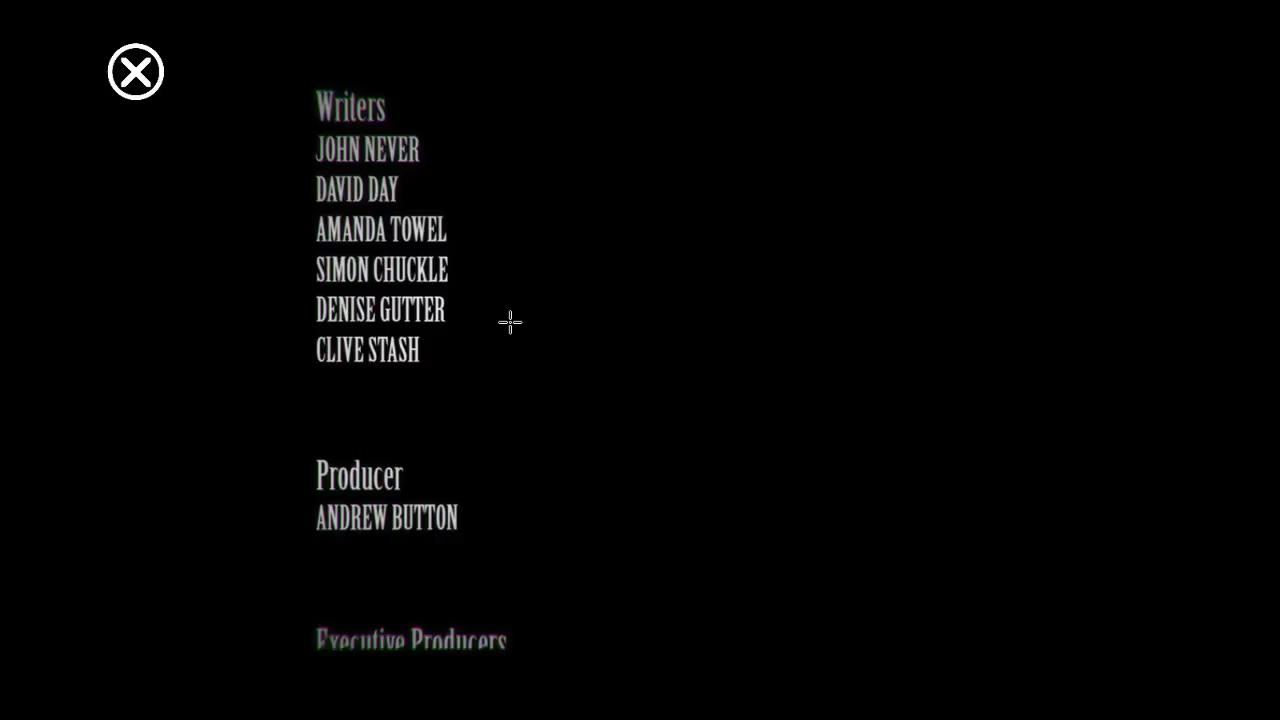 Writers
JOHN NEVER
DAVID DAY
AMANDA TOWEL
SIMON CHUCKLE
DENISE GUTTER
CLIVE STASH
Producer
ANDREW BUTTON
Executive Producers